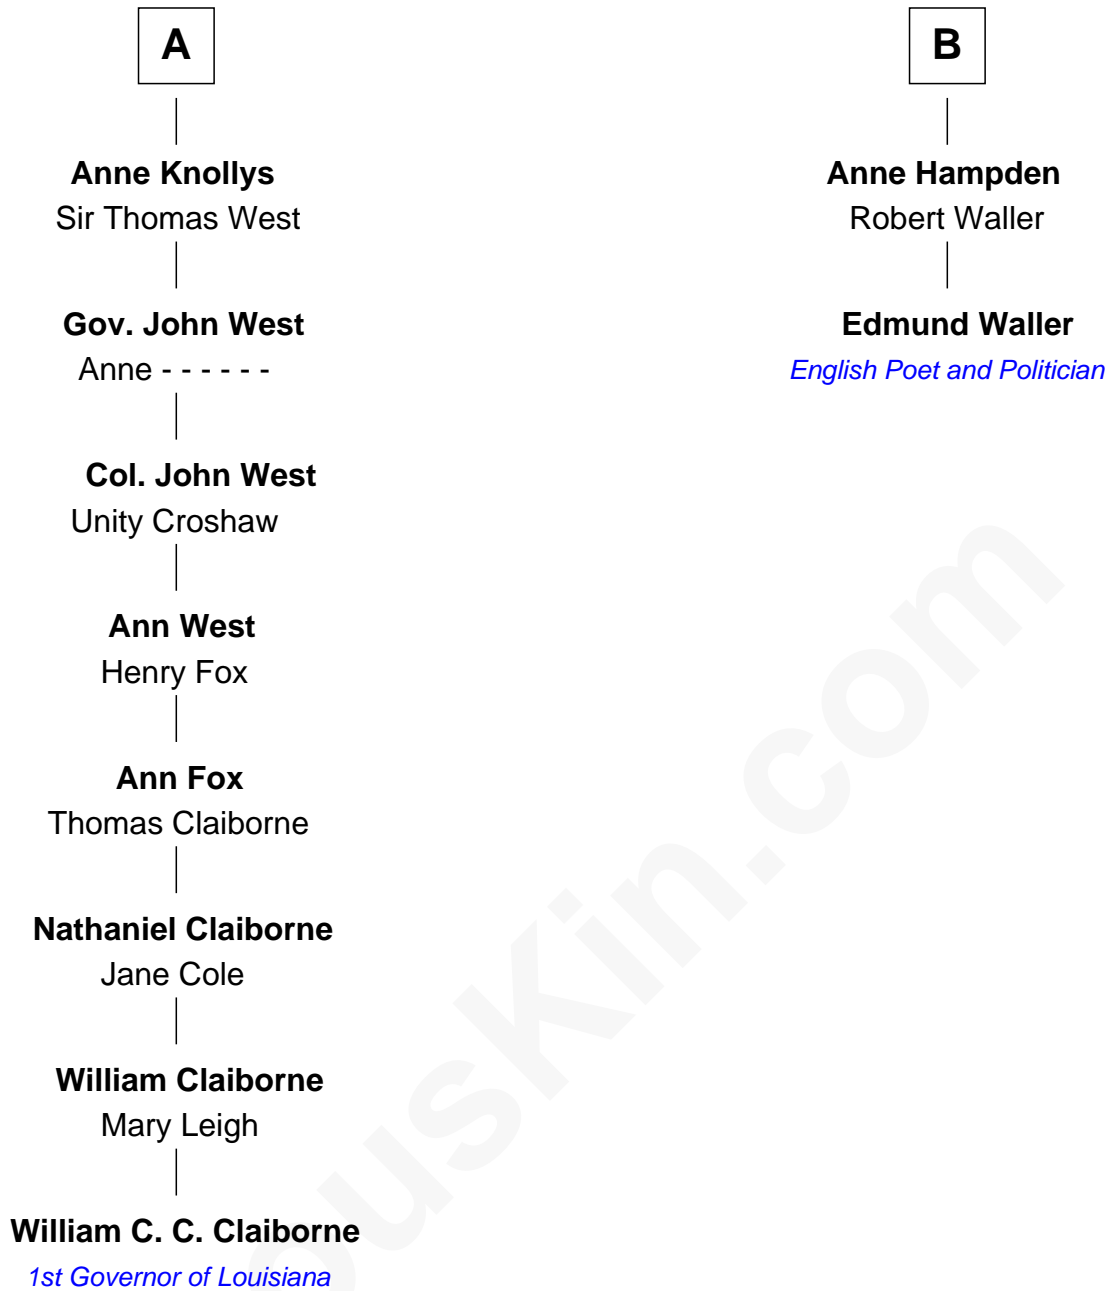 A
Anne Knollys
Sir Thomas West
Gov. John West
Anne - - - - - -
Col. John West
Unity Croshaw
Ann West
Henry Fox
Ann Fox
Thomas Claiborne
Nathaniel Claiborne
Jane Cole
William Claiborne
Mary Leigh
William C. C. Claiborne
1st Governor of Louisiana
B
Anne Hampden
Robert Waller
Edmund Waller
English Poet and Politician
ousKin.com